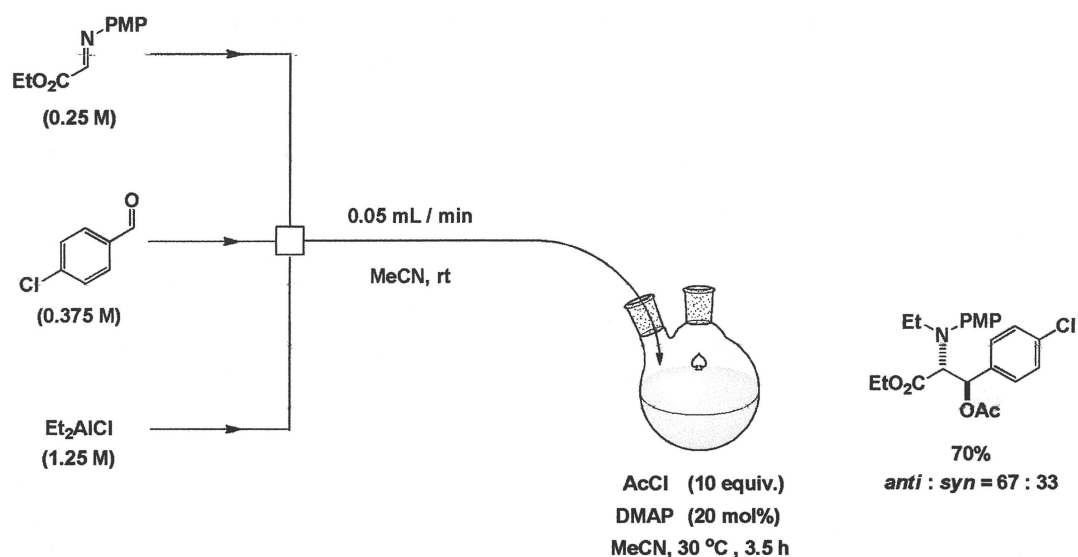 N-PMP
EtO₂C
(0.25 M)
O
Cl
(0.375 M)
Et₂AlCl
(1.25 M)
0.05 mL / min
MeCN, rt
AcCl (10 equiv.)
DMAP (20 mol%)
MeCN, 30 °C , 3.5 h
Et N PMP
Cl
EtO₂C
OAc
70%
anti : syn = 67 : 33